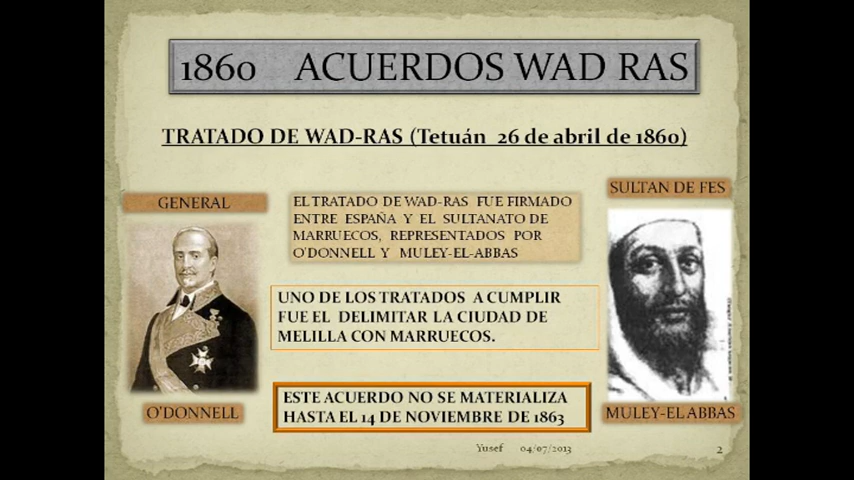 1860 ACUERDOS WAD RAS
TRATADO DE WAD-RAS (Tetuán 26 de abril de 1860)
GENERAL
O'DONNELL
EL TRATADO DE WAD-RAS FUE FIRMADO
ENTRE ESPAÑA Y EL SULTANATO DE
MARRUECOS, REPRESENTADOS POR
O'DONNELL Y MULEY-EL-ABBAS
UNO DE LOS TRATADOS A CUMPLIR
FUE EL DELIMITAR LA CIUDAD DE
MELILLA CON MARRUECOS.
ESTE ACUERDO NO SE MATERIALIZA
HASTA EL 14 DE NOVIEMBRE DE 1863
SULTAN DE FES
MULEY-EL ABBAS
Yusef 04/07/2013
2